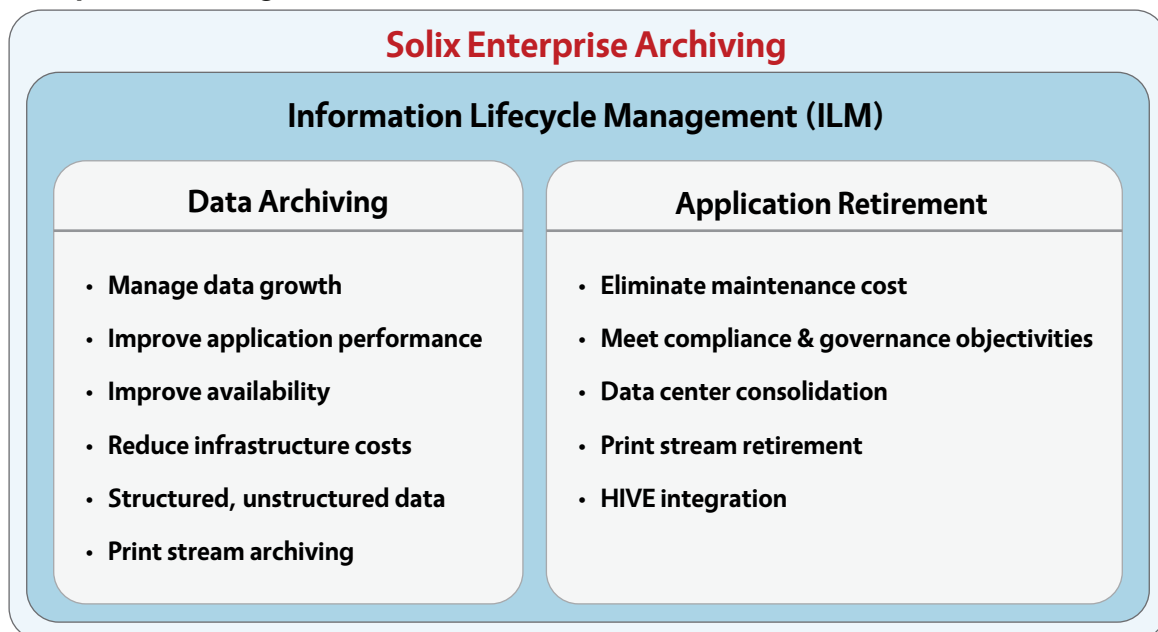 Solix Enterprise Archiving
Information Lifecycle Management (ILM)
Data Archiving
• Manage data growth
• Improve application performance
• Improve availability
• Reduce infrastructure costs
• Structured, unstructured data
• Print stream archiving
Application Retirement
• Eliminate maintenance cost
• Meet compliance & governance objectivities
• Data center consolidation
• Print stream retirement
• HIVE integration